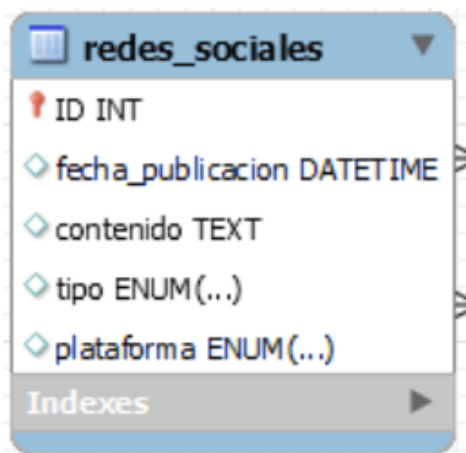 redes_sociales
ID INT
fecha_publicacion DATETIME
contenido TEXT
tipo ENUM(...)
plataforma ENUM(...)
Indexes